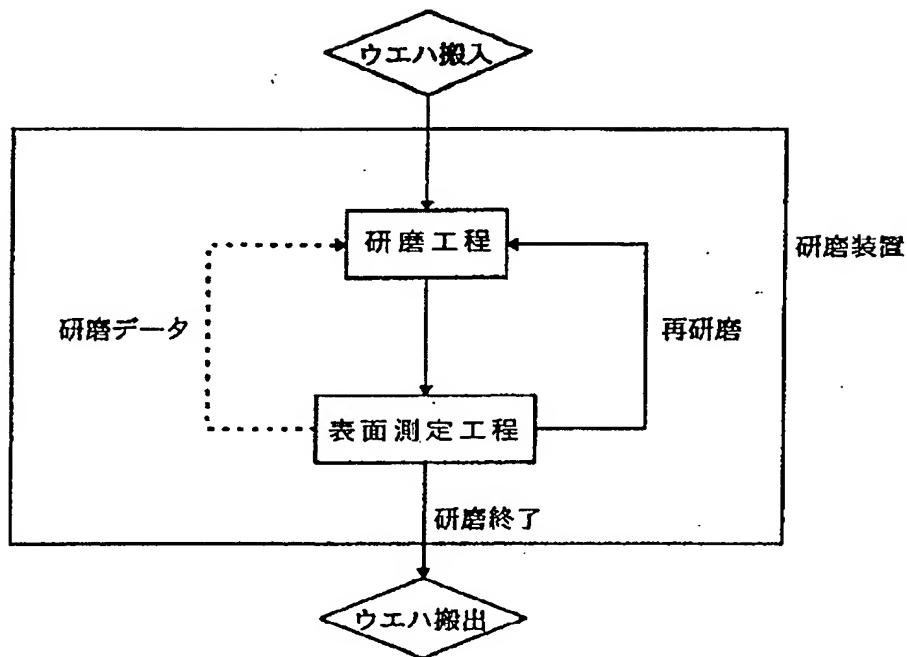 ウエハ搬入
研磨工程
研磨装置
研磨データ
再研磨
表面測定工程
研磨終了
ウエハ搬出